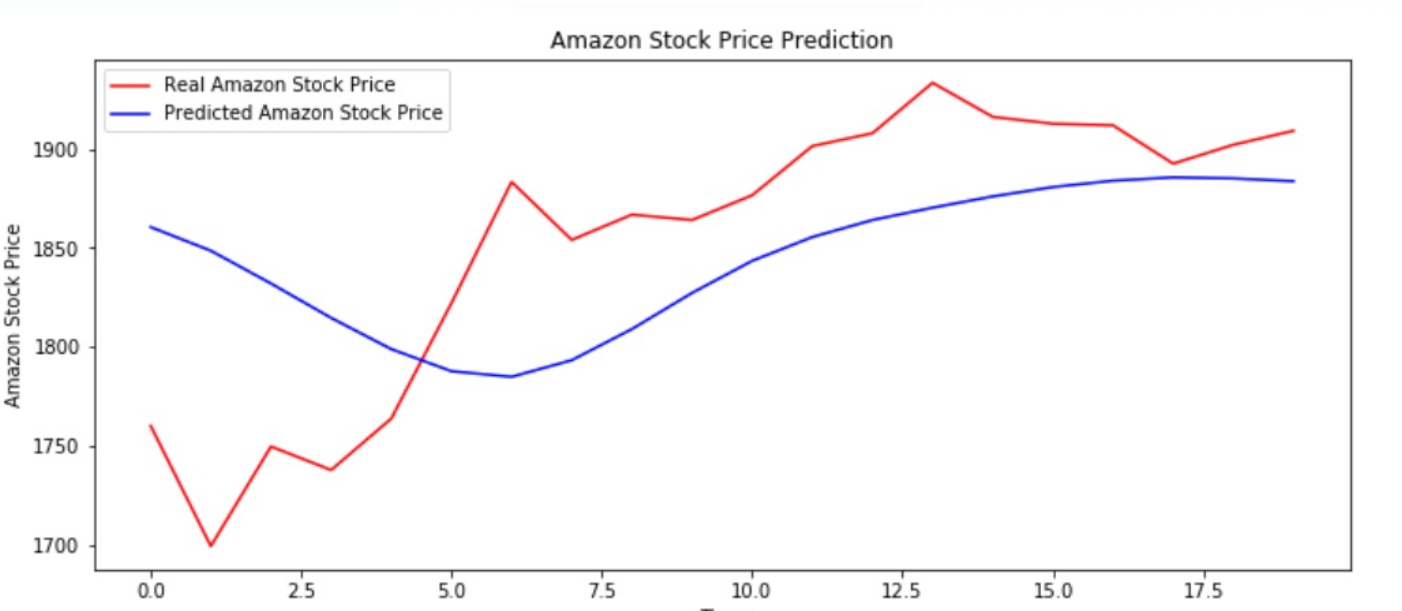 Amazon Stock Price Prediction
Real Amazon Stock Price
Predicted Amazon Stock Price
Amazon Stock Price
1900
1850
1800
1750
1700
0.0 2.5 5.0 7.5 10.0 12.5 15.0 17.5